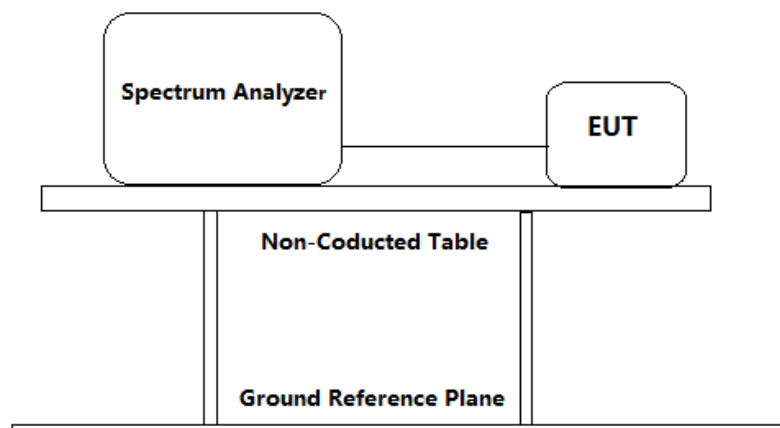 Spectrum Analyzer
EUT
Non-Coducted Table
Ground Reference Plane